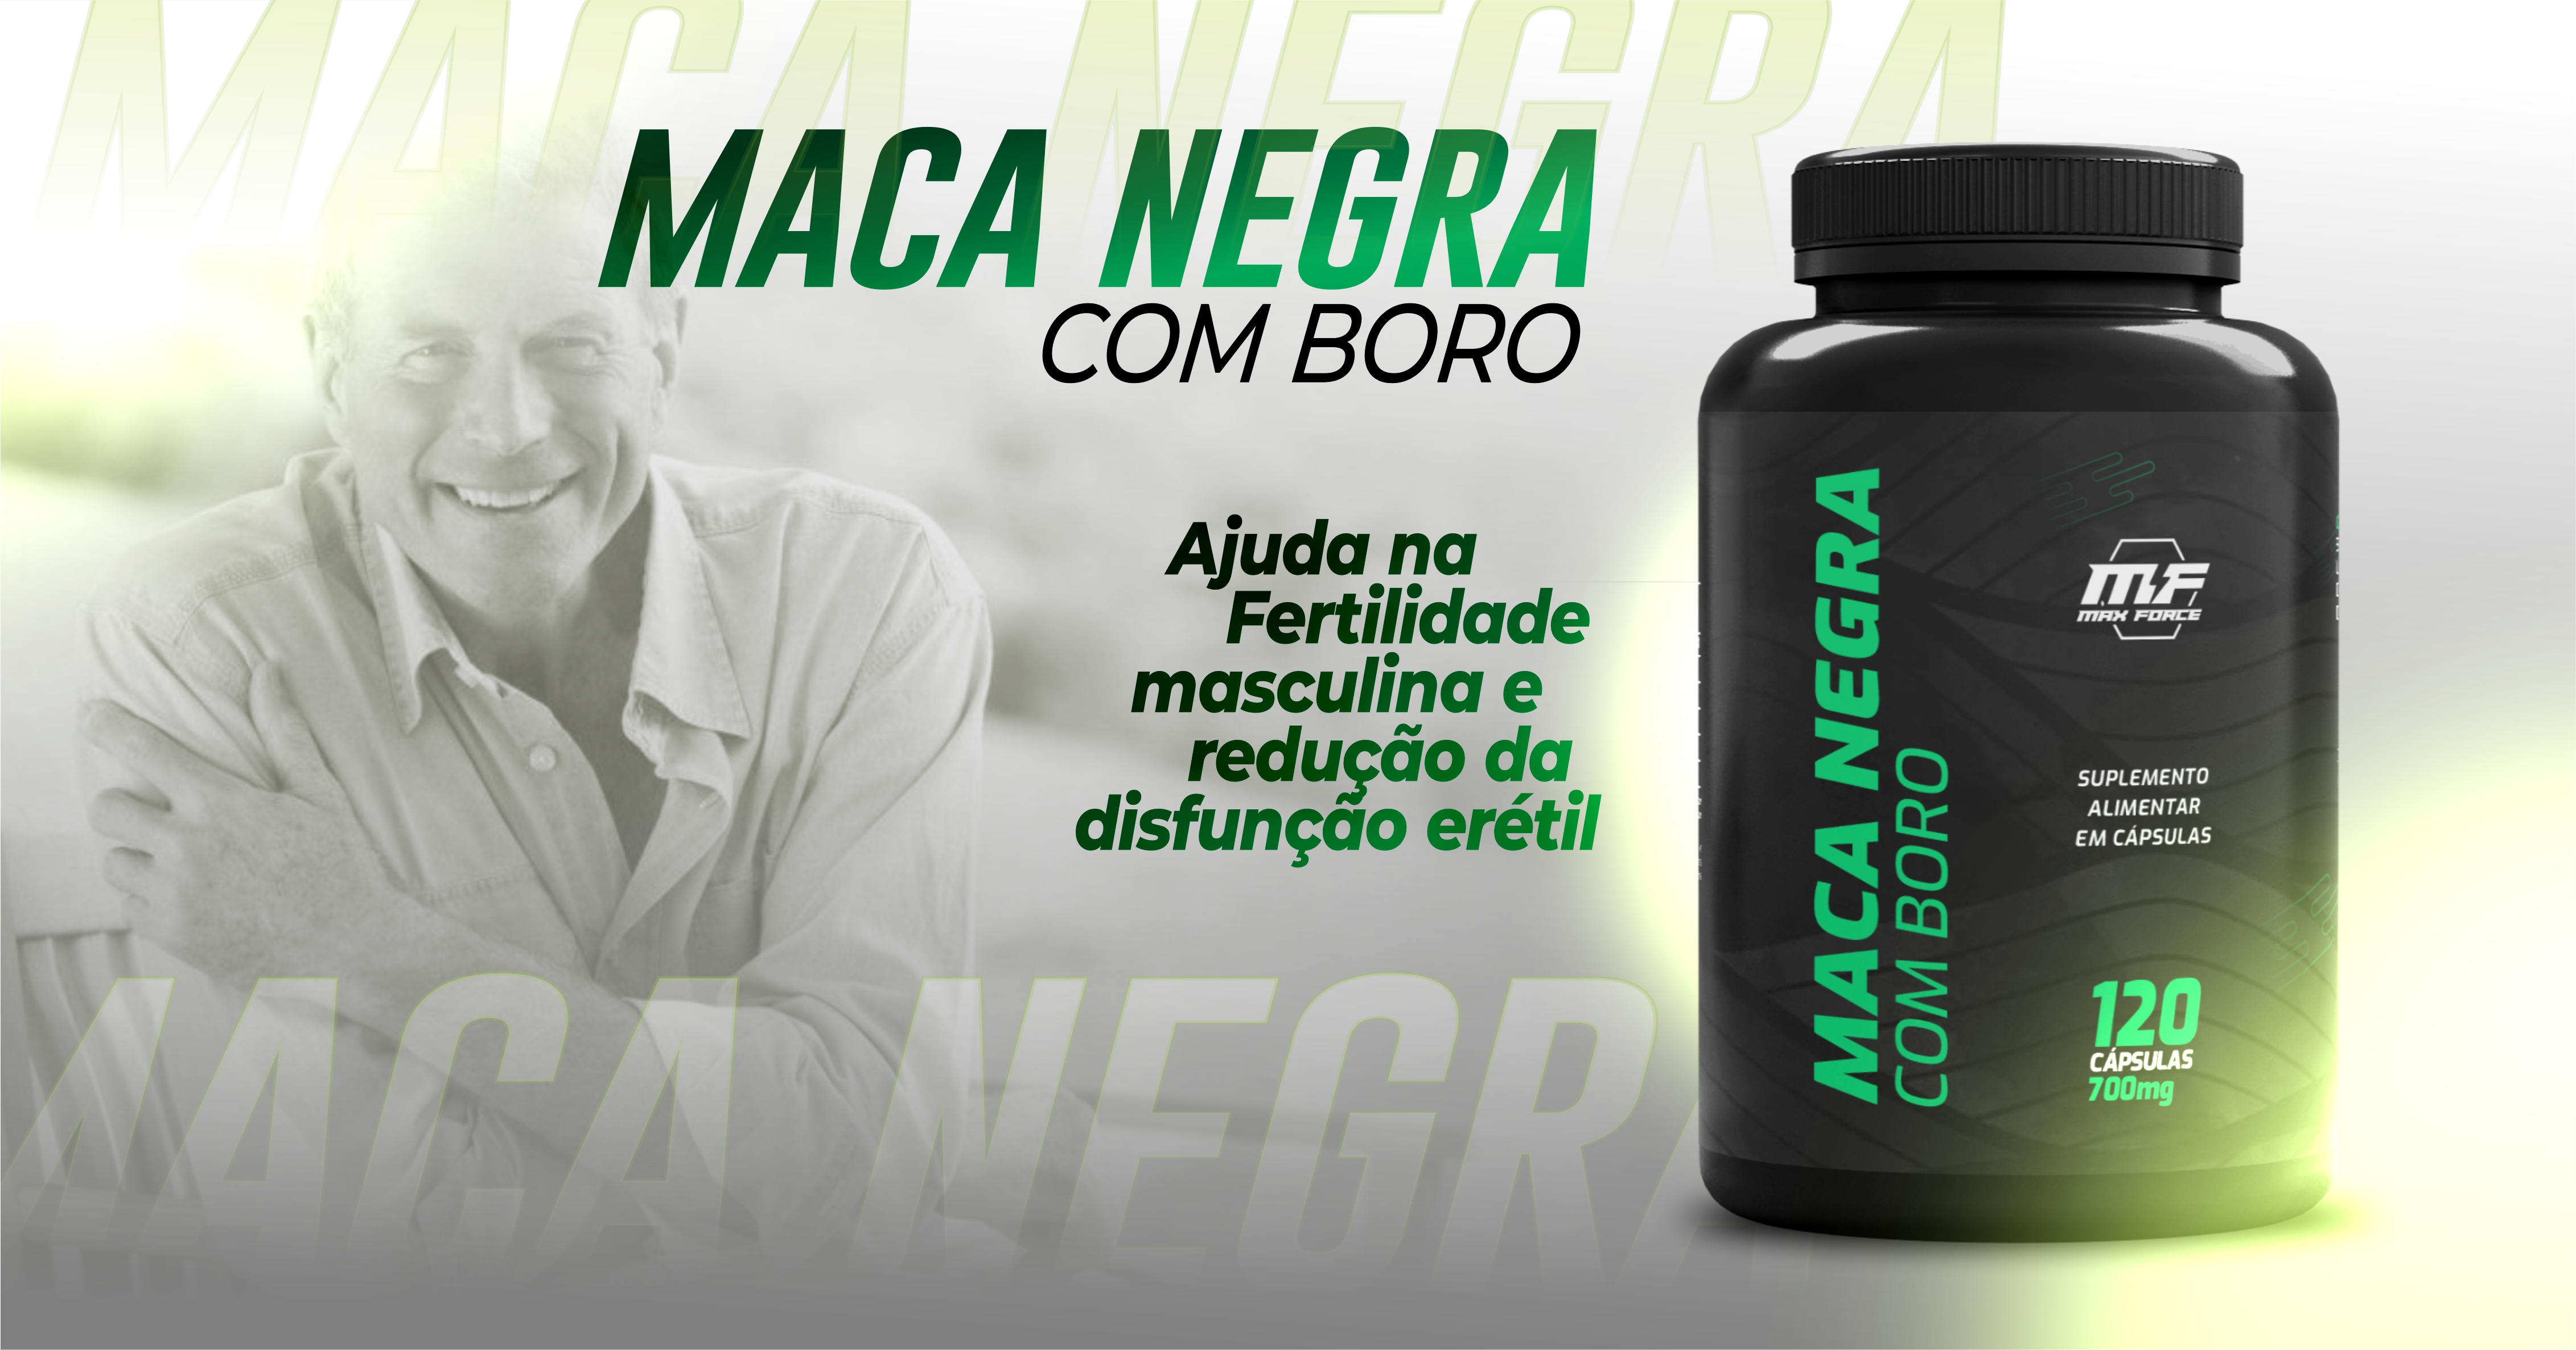 MACA NEGRA
MACA NEGRA
COM BORO
Ajuda na
Fertilidade
masculina e
redução da
disfunção erétil
MACA NEGRA
COM BORO
MF
MAX FORCE
SUPLEMENTO
ALIMENTAR
EM CÁPSULAS
120
CÁPSULAS
700mg
MACA NEGRA